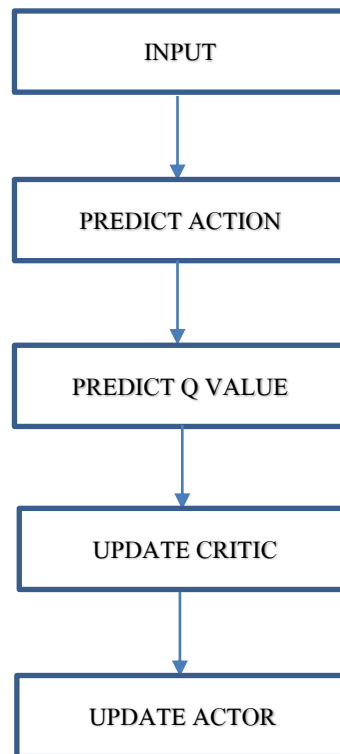 INPUT
PREDICT ACTION
PREDICT Q VALUE
UPDATE CRITIC
UPDATE ACTOR